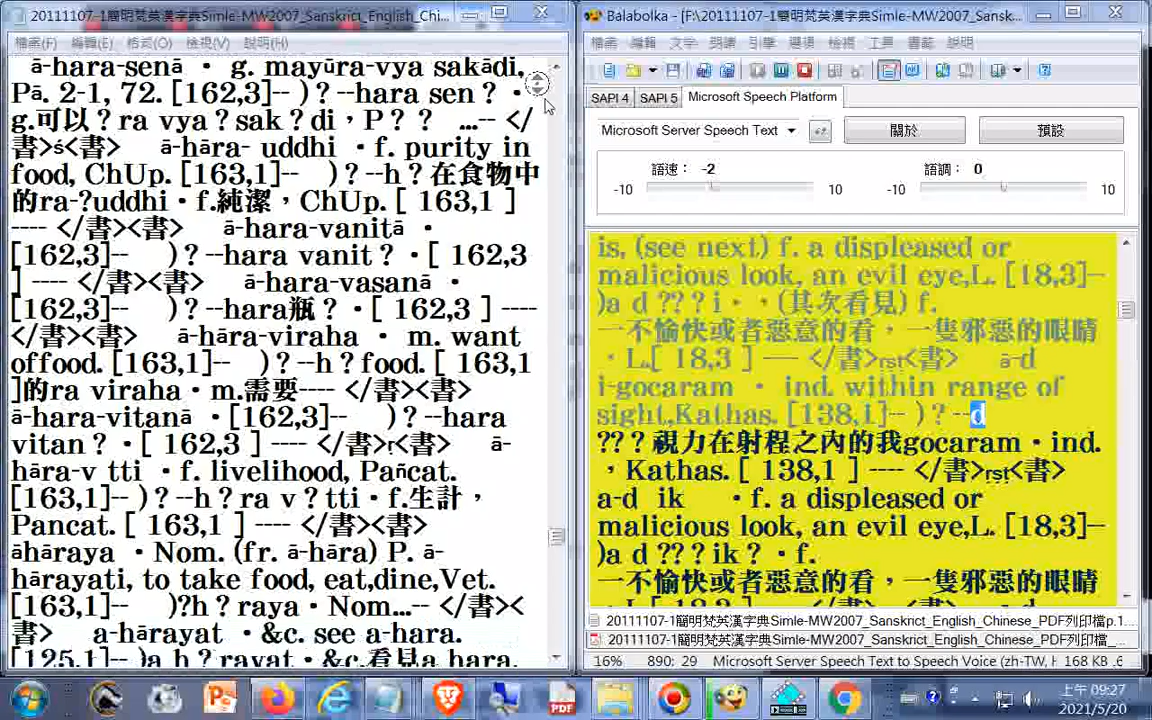 20111107-1簡明梵英漢字典Simle-MW2007_Sanskrict_English_Chi...
檔案(F) 編輯(E) 格式(O) 檢視(V) 說明(H)
ā-hara-senā ‧ g. mayūra-vya sakādi,
Pā. 2-1, 72. [162,3]-- )? --hara sen? ‧
g.可以?ra vya?sak?di,P?? ...-- </
書>ś<書> ā-hāra- uddhi ‧ f. purity in
food, ChUp. [163,1]-- )? --h?在食物中
的ra-?uddhi‧f.純潔,ChUp. [ 163,1 ]
---- </書><書> ā-hara-vanitā ‧
[162,3]-- )? --hara vanit? ‧[ 162,3
] ---- </書><書> ā-hara-vasanā ‧
[162,3]-- )? --hara瓶? ‧[ 162,3 ] ----
</書><書> ā-hāra-viraha ‧ m. want
offood. [163,1]-- )? --h?food. [ 163,1
]的ra viraha‧m.需要---- </書><書>
ā-hara-vitanā ‧[162,3]-- )? --hara
vitan? ‧[ 162,3 ] ---- </書>ṛ<書> ā-
hāra-v tti ‧ f. livelihood, Pañcat.
[163,1]-- )? --h?ra v?tti‧f.生計,
Pancat. [ 163,1 ] ---- </書><書>
āhāraya ‧Nom. (fr. ā-hāra) P. ā-
hārayati, to take food, eat,dine,Vet.
[163,1]-- )?h?raya‧Nom...-- </書><
書> a-hārayat ‧&c. see a-hara.
[125,1]--)a h?rayat‧&c.看見a hara.
Balabolka - [F:\20111107-1簡明梵英漢字典Simle-MW2007_Sansk...
檔案 編輯 文字 朗讀 引擎 選項 檢視 工具 書籤 說明
SAPI 4 SAPI 5 Microsoft Speech Platform
Microsoft Server Speech Text 關於 預設
語速: -2 語調: 0
-10 10 -10 10
is, (see next) f. a displeased or
malicious look, an evil eye,L. [18,3]--
)a d ???i‧,(其次看見) f.
一不愉快或者惡意的看,一隻邪惡的眼睛
‧L.[ 18,3 ] ---- </書>ṛṣṭ<書> ā-d
i-gocaram ‧ ind. within range of
sight,Kathas. [138,1]-- )? --d
???視力在射程之內的我gocaram‧ind.
,Kathas. [ 138,1 ] ---- </書>ṛṣṭ<書>
a-d ik ‧f. a displeased or
malicious look, an evil eye,L. [18,3]--
)a d ???ik? ‧f.
一不愉快或者惡意的看,一隻邪惡的眼睛
‧L.[ 18,3 ] ---- </書>ṛṣṭ<書> ā-d
20111107-1簡明梵英漢字典Simle-MW2007_Sanskrict_English_Chinese_PDF列印檔p.1...
20111107-1簡明梵英漢字典Simle-MW2007_Sanskrict_English_Chinese_PDF列印檔_...
16% 890: 29 Microsoft Server Speech Text to Speech Voice (zh-TW, H 168 KB .6
上午 09:27
2021/5/20